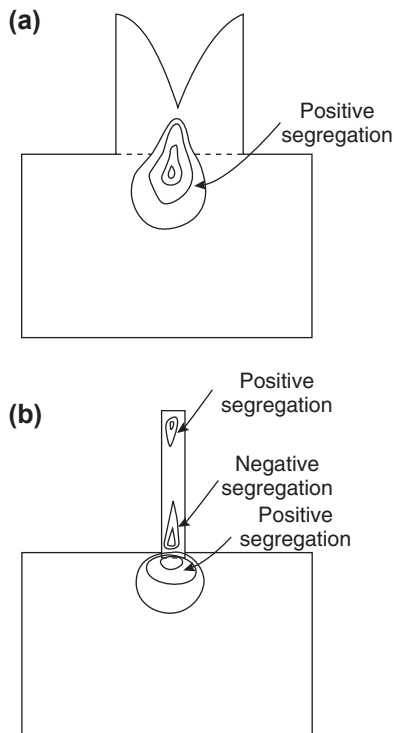 (a)
Positive
segregation
(b)
Positive
segregation
Negative
segregation
Positive
segregation